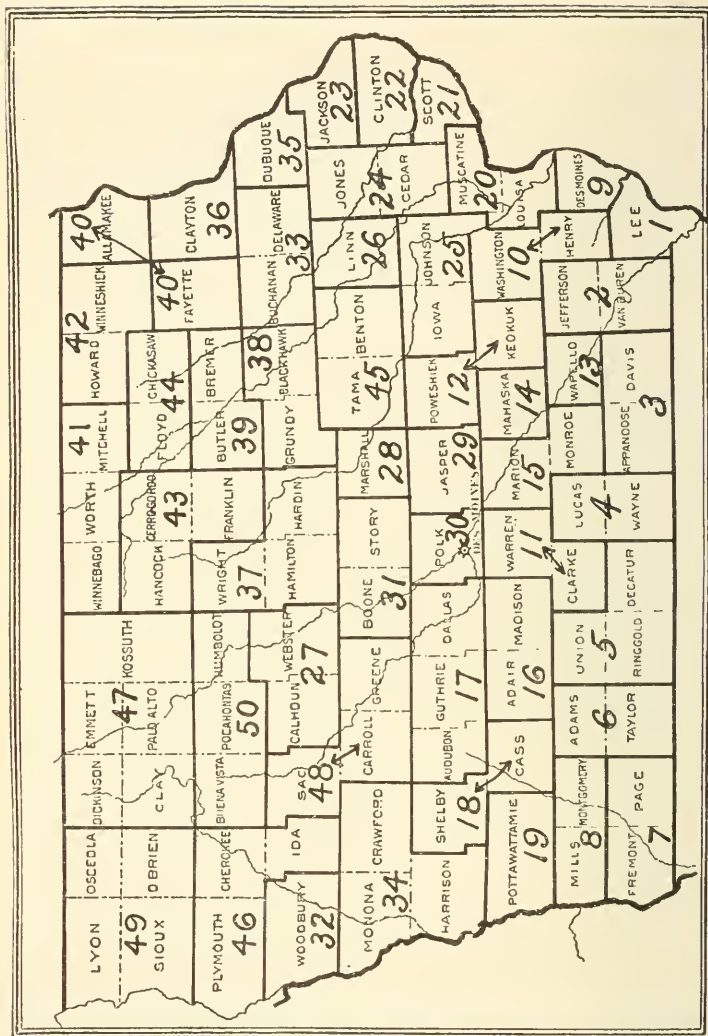 LYON
49
SIOUX
OSCEOLA
O'BRIEN
DICKINSON
CLAY
EMMETT
47
PALO ALTO
KOSSUTH
WINNEBAGO
HANCOCK
WORTH
CERRO GORDO
43
41
MITCHELL
FLOYD
44
CHICKASAW
42
HOWARD
WINNESHIEK
40
ALLAMAKEE
40
FAYETTE
CLAYTON
36
PLYMOUTH
46
CHEROKEE
BUENA VISTA
POCAHONTAS
50
HUMBOLDT
WRIGHT
37
FRANKLIN
BUTLER
39
BREMER
WOODBURY
32
IDA
SAC
48
CALHOUN
27
WEBSTER
HAMILTON
HARDIN
GRUNDY
38
BLACKHAWK
BUCHANAN
33
DELAWARE
DUBUQUE
35
MONONA
34
CRAWFORD
CARROLL
GREENE
BOONE
31
STORY
MARSHALL
28
TAMA
45
BENTON
LINN
26
JONES
24
CEDAR
JACKSON
23
CLINTON
22
SCOTT
21
HARRISON
SHELBY
18
AUDUBON
GUTHRIE
17
DALLAS
POLK
30
DES MOINES
JASPER
29
POWESHIEK
12
IOWA
JOHNSON
25
MUSCATINE
20
POTTAWATTAMIE
19
CASS
ADAIR
16
MADISON
WARREN
11
MARION
15
MAHASKA
14
KEOKUK
WASHINGTON
10
LOUISA
MILLS
8
MONTGOMERY
ADAMS
6
TAYLOR
UNION
5
RINGGOLD
CLARKE
DECATUR
LUCAS
4
WAYNE
MONROE
WAPELLO
13
JEFFERSON
2
VAN BUREN
HENRY
DES MOINES
9
FREMONT
7
PAGE
APPANOOSE
3
DAVIS
LEE
1